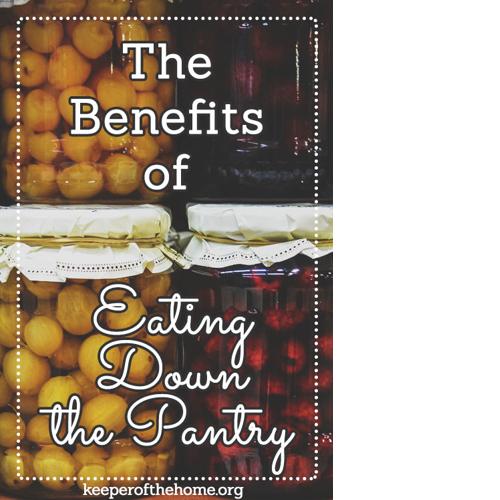 The
Benefits
of
Eating
Down
the Pantry
keeperofthehome.org